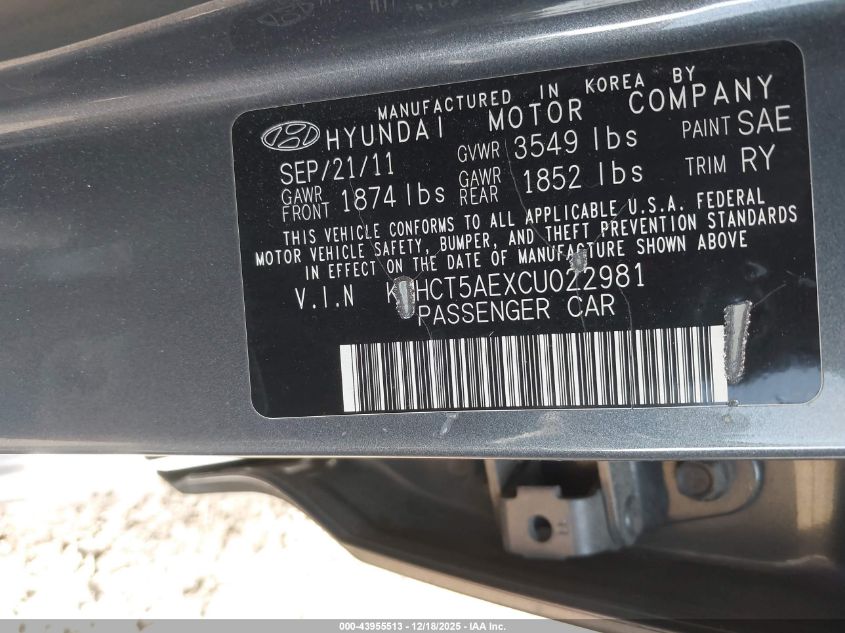 MANUFACTURED IN KOREA BY
HYUNDAI MOTOR COMPANY
SEP/21/11 GVWR 3549 lbs PAINT SAE
GAWR FRONT 1874 lbs GAWR REAR 1852 lbs TRIM RY
THIS VEHICLE CONFORMS TO ALL APPLICABLE U.S.A. FEDERAL
MOTOR VEHICLE SAFETY, BUMPER, AND THEFT PREVENTION STANDARDS
IN EFFECT ON THE DATE OF MANUFACTURE SHOWN ABOVE
V.I.N K HCT5AEXCU022981
PASSENGER CAR
000-43955513 - 12/18/2025 - IAA Inc.